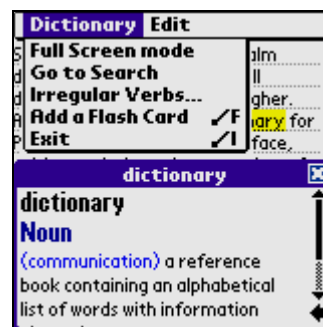 Dictionary Edit
Full Screen mode
Go to Search
Irregular Verbs...
Add a Flash Card /F
Exit /I
alm
ll
gher.
ary for
face,
dictionary
dictionary
Noun
(communication) a reference
book containing an alphabetical
list of words with information